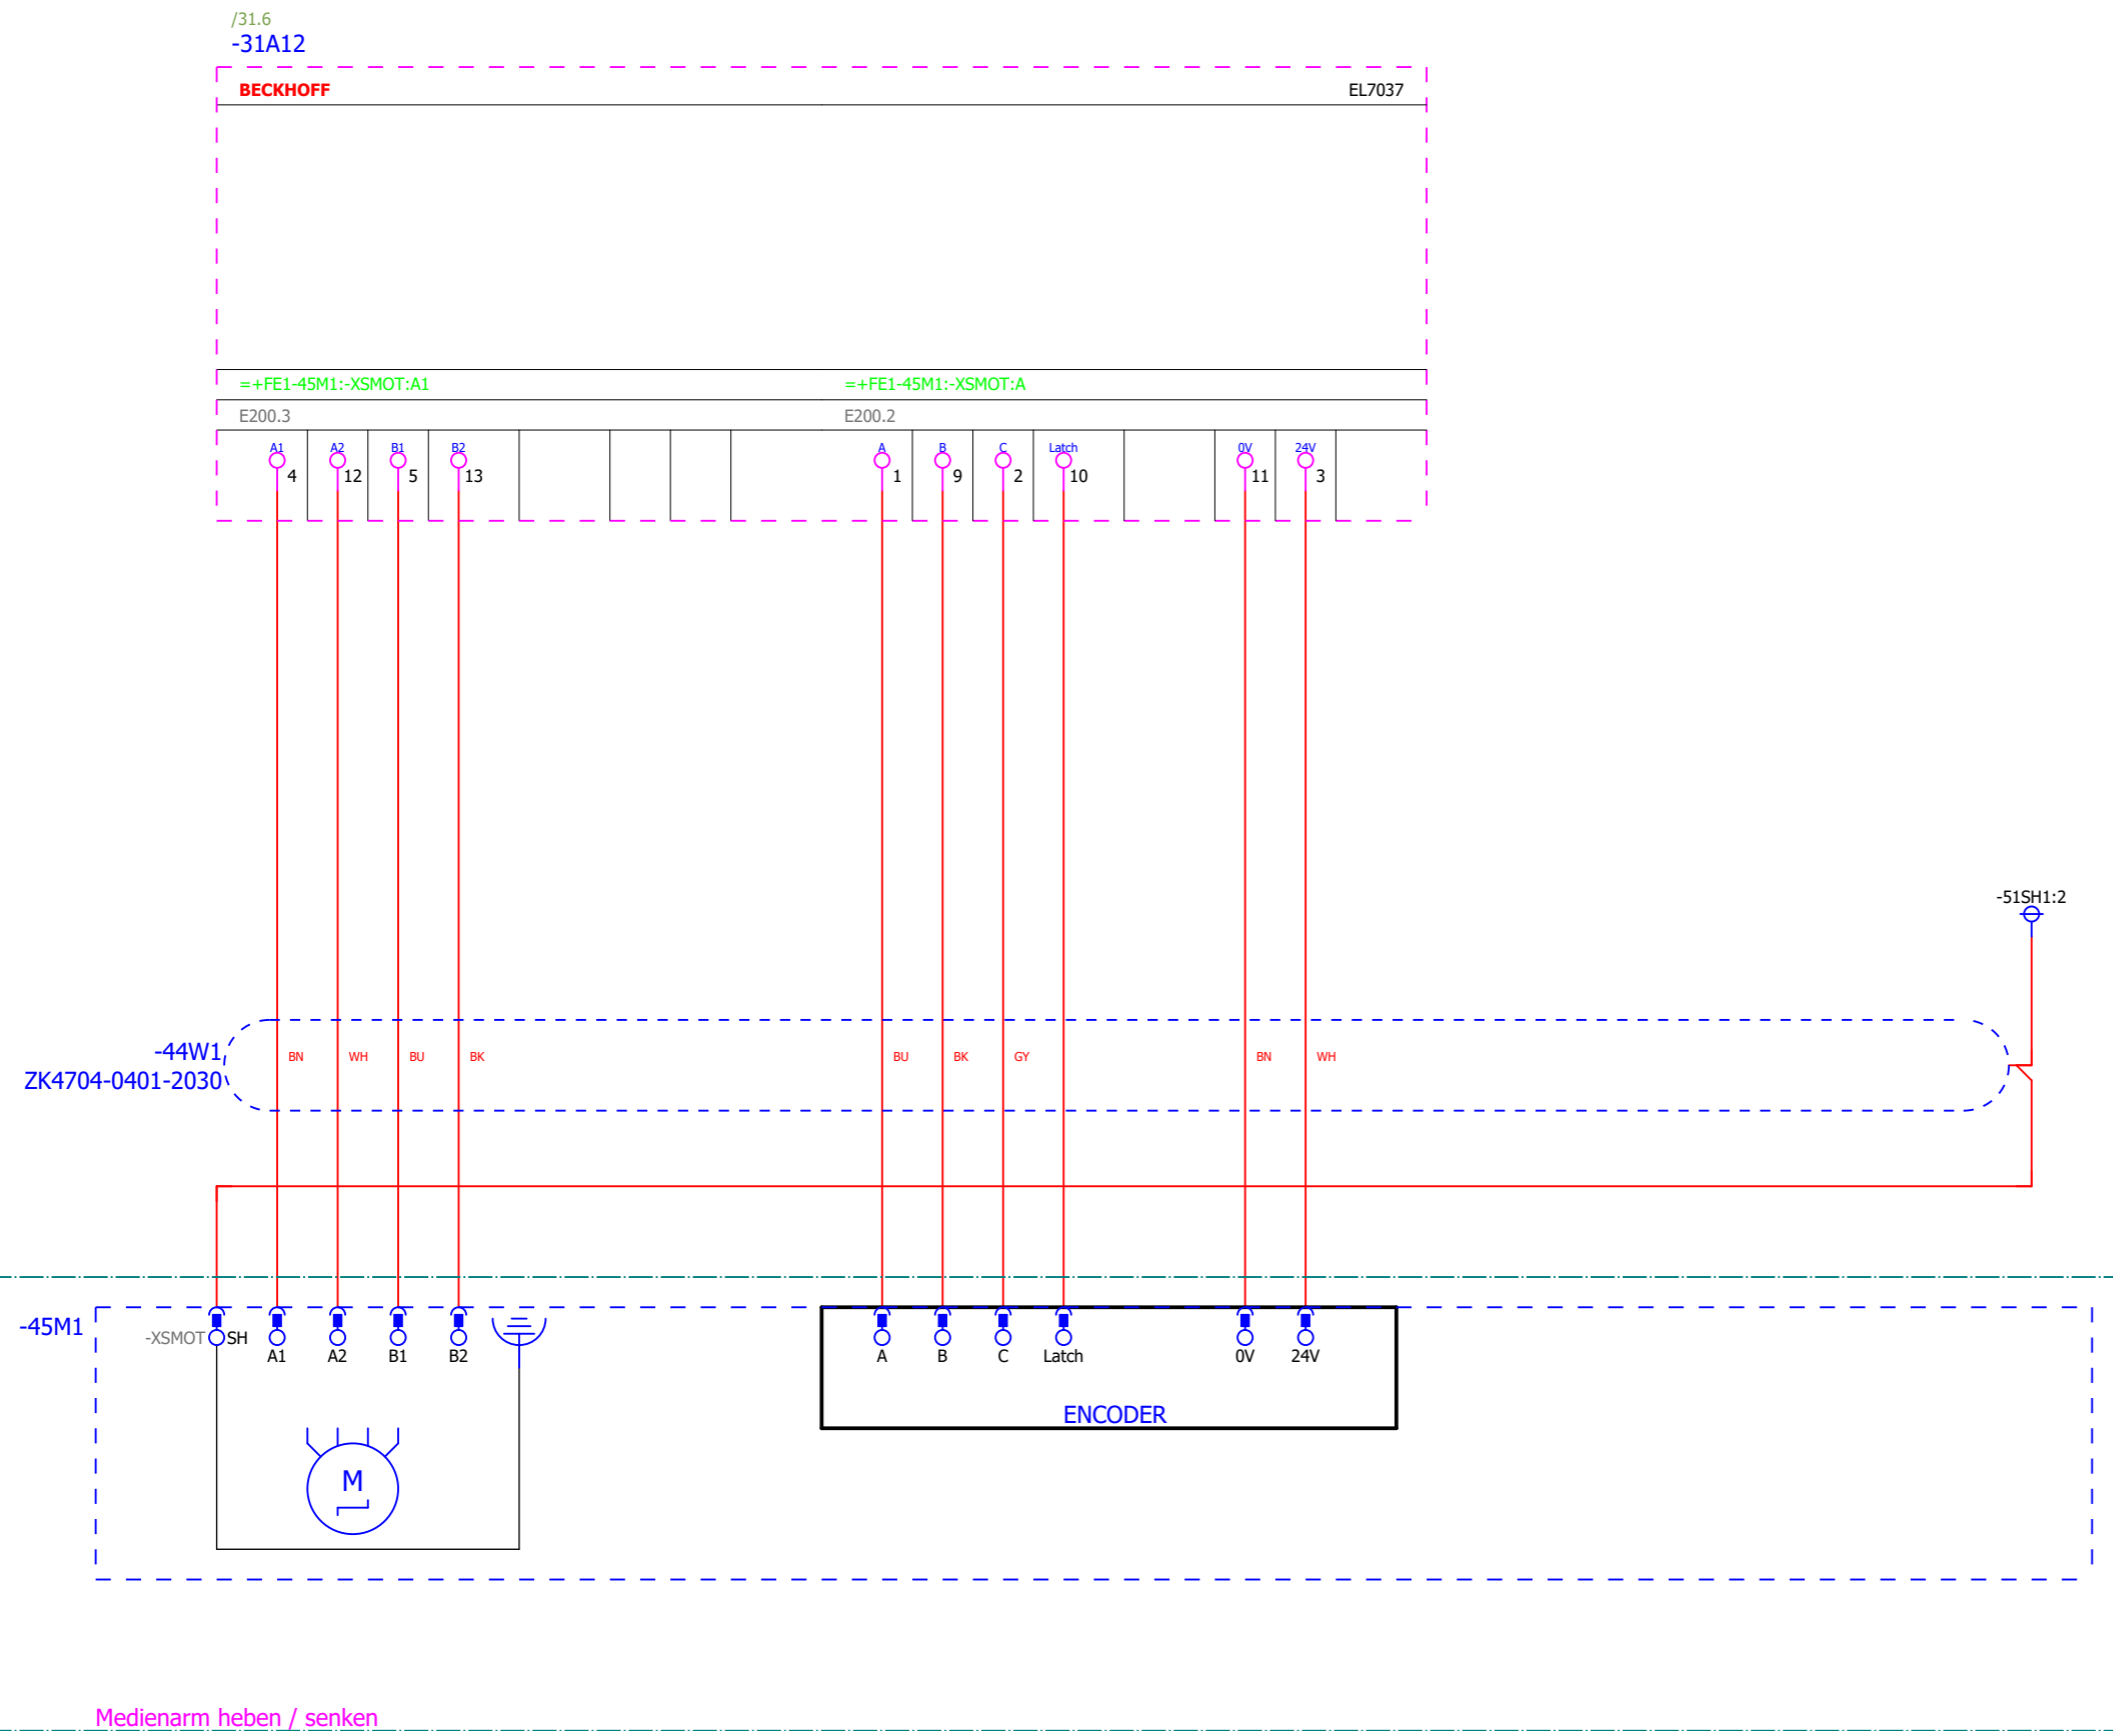 /31.6
-31A12
BECKHOFF EL7037
=+FE1-45M1:-XSMOT:A1 =+FE1-45M1:-XSMOT:A
E200.3 E200.2
A1 A2 B1 B2 A B C Latch 0V 24V
4 12 5 13 1 9 2 10 11 3
-51SH1:2
-44W1 BN WH BU BK BU BK GY BN WH
ZK4704-0401-2030
-45M1 -XSMOT SH
A1 A2 B1 B2 A B C Latch 0V 24V
ENCODER
M
Medienarm heben / senken